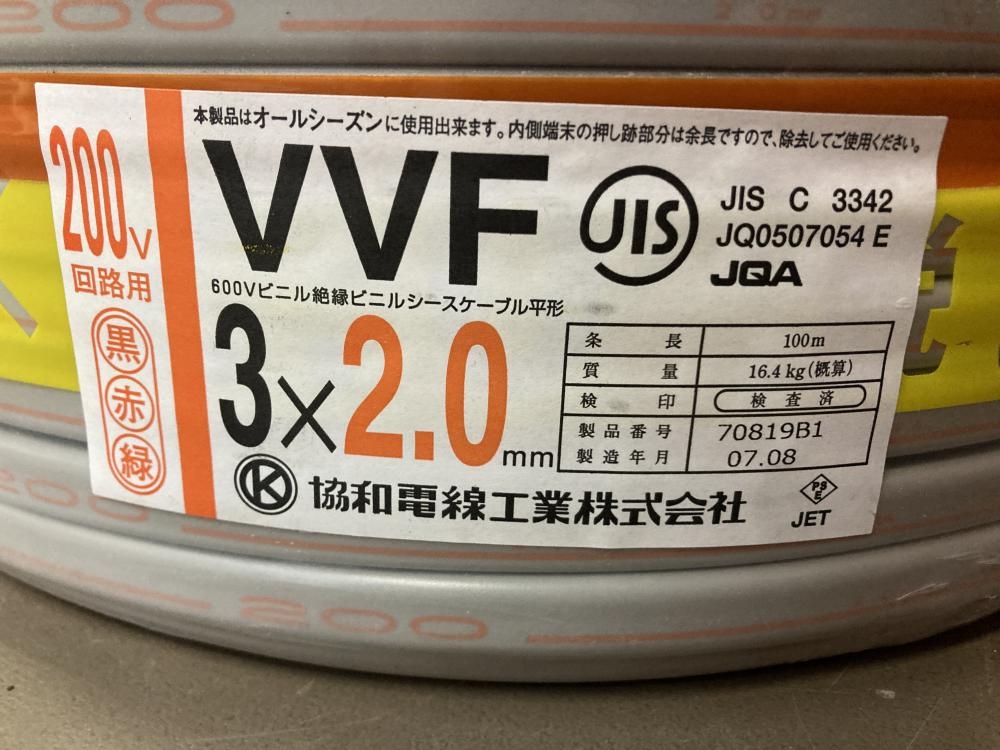 200 2.0mm
本製品はオールシーズンに使用出来ます。内側端末の押し跡部分は余長ですので、除去してご使用ください。
200V
回路用
黒
赤
緑
VVF
600Vビニル絶縁ビニルシースケーブル平形
3×2.0mm
JIS
JIS C 3342
JQ0507054 E
JQA
条長 100m
質量 16.4kg(概算)
検印 検査済
製品番号 70819B1
製造年月 07.08
K 協和電線工業株式会社
PS
E
JET
200
200